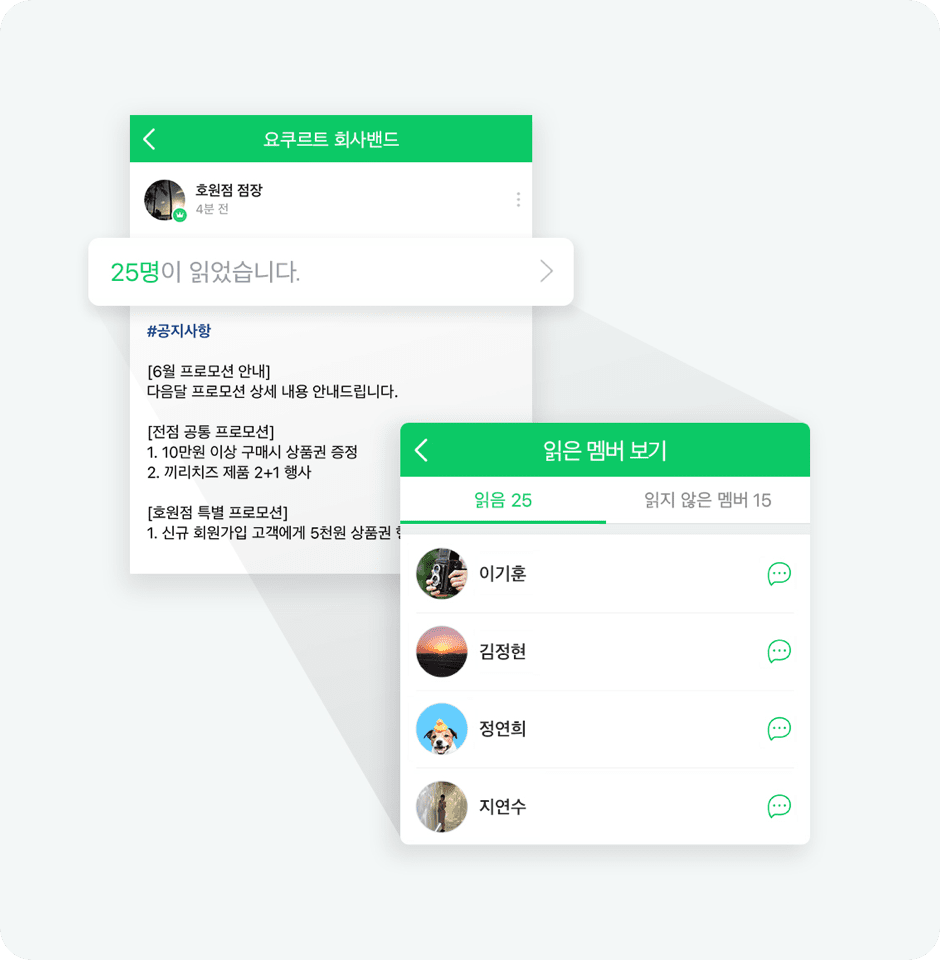 요쿠르트 회사밴드
호원점 점장
4분 전
25명이 읽었습니다.
#공지사항
[6월 프로모션 안내]
다음달 프로모션 상세 내용 안내드립니다.
[전점 공통 프로모션]
1. 10만원 이상 구매시 상품권 증정
2. 끼리치즈 제품 2+1 행사
[호원점 특별 프로모션]
1. 신규 회원가입 고객에게 5천원 상품권
읽은 멤버 보기
읽음 25
읽지 않은 멤버 15
이기훈
김정현
정연희
지연수